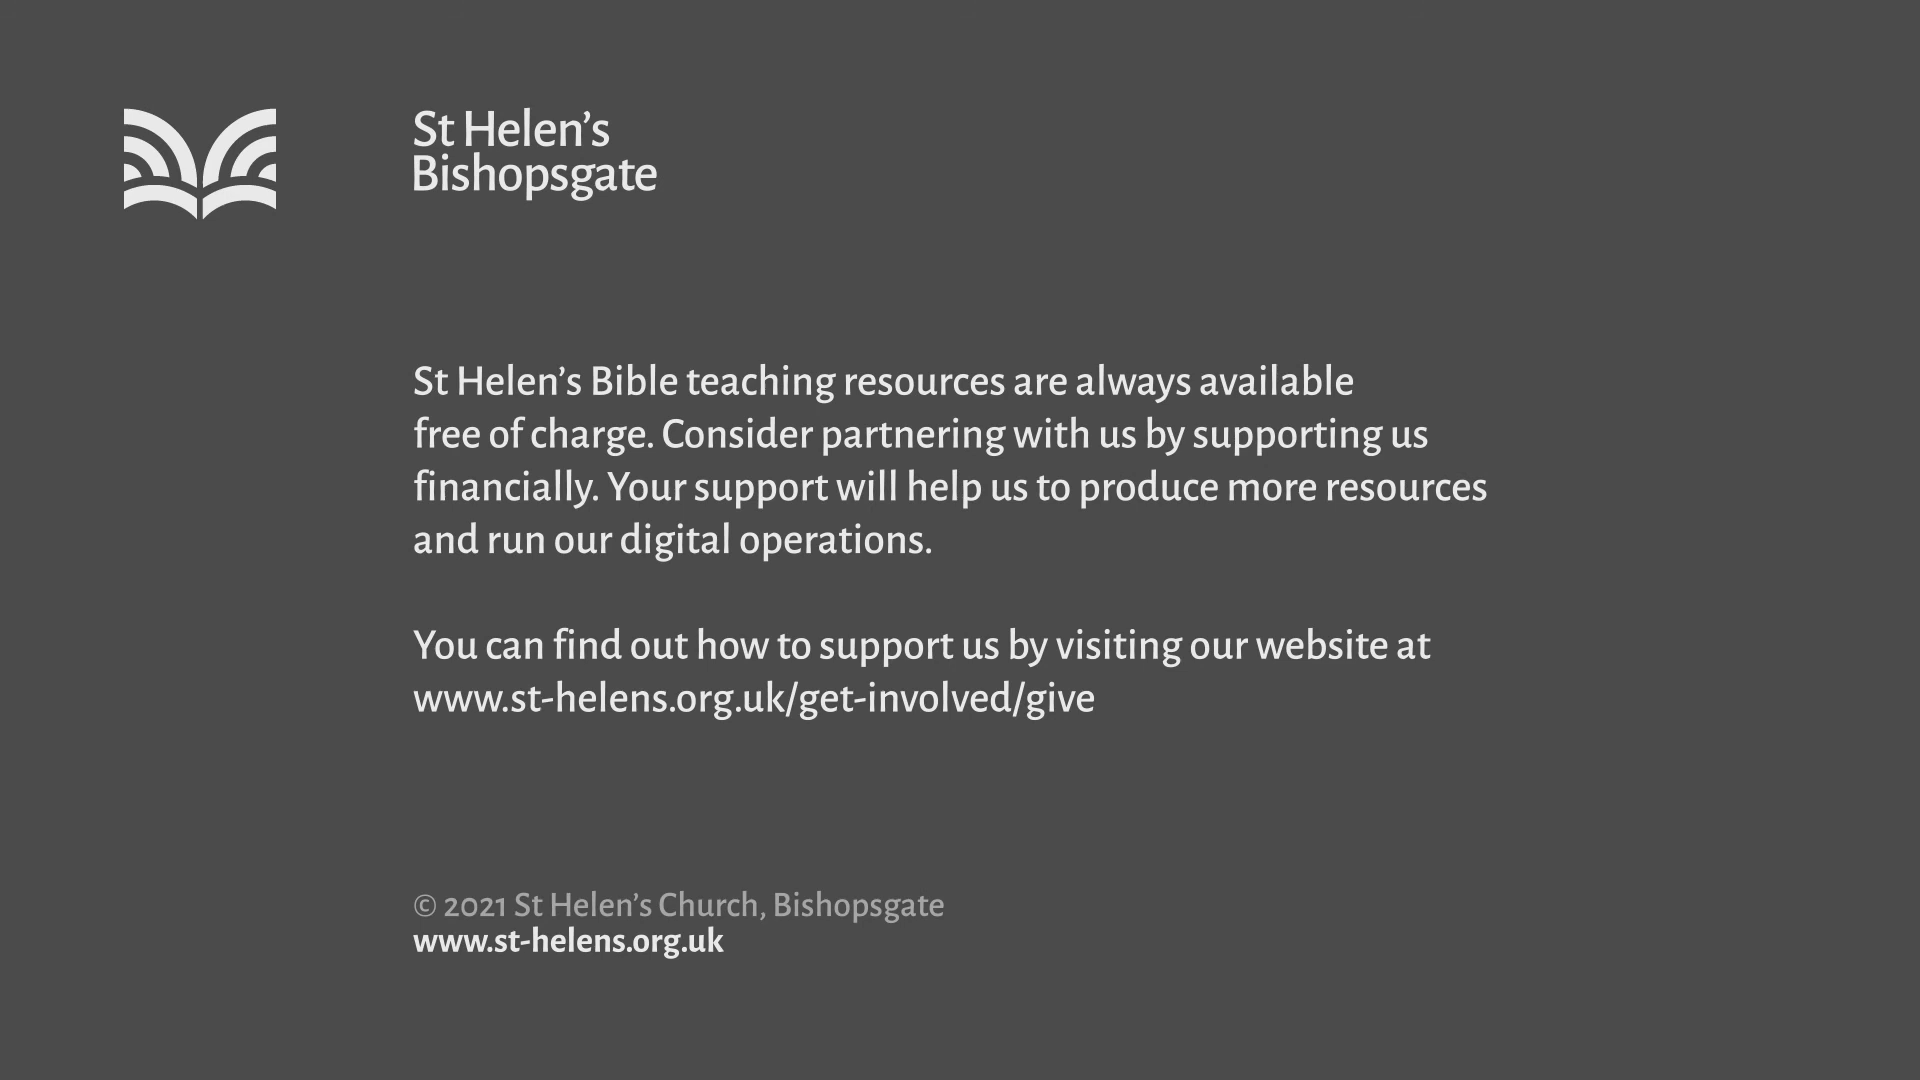 St Helen’s
Bishopsgate
St Helen’s Bible teaching resources are always available
free of charge. Consider partnering with us by supporting us
financially. Your support will help us to produce more resources
and run our digital operations.
You can find out how to support us by visiting our website at
www.st-helens.org.uk/get-involved/give
© 2021 St Helen’s Church, Bishopsgate
www.st-helens.org.uk